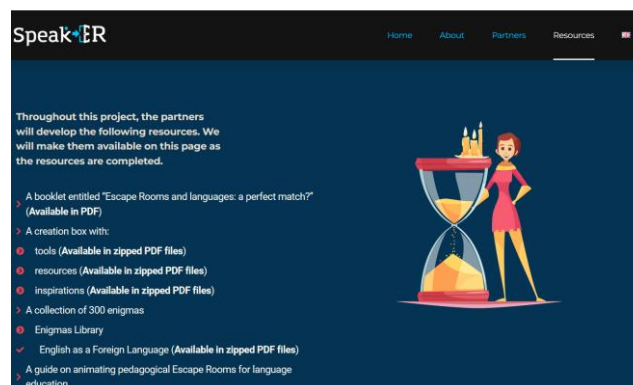 Speak ER
Home About Partners Resources
Throughout this project, the partners
will develop the following resources. We
will make them available on this page as
the resources are completed.
A booklet entitled "Escape Rooms and languages: a perfect match?"
(Available in PDF)
A creation box with:
tools (Available in zipped PDF files)
resources (Available in zipped PDF files)
inspirations (Available in zipped PDF files)
A collection of 300 enigmas
Enigmas Library
English as a Foreign Language (Available in zipped PDF files)
A guide on animating pedagogical Escape Rooms for language
education